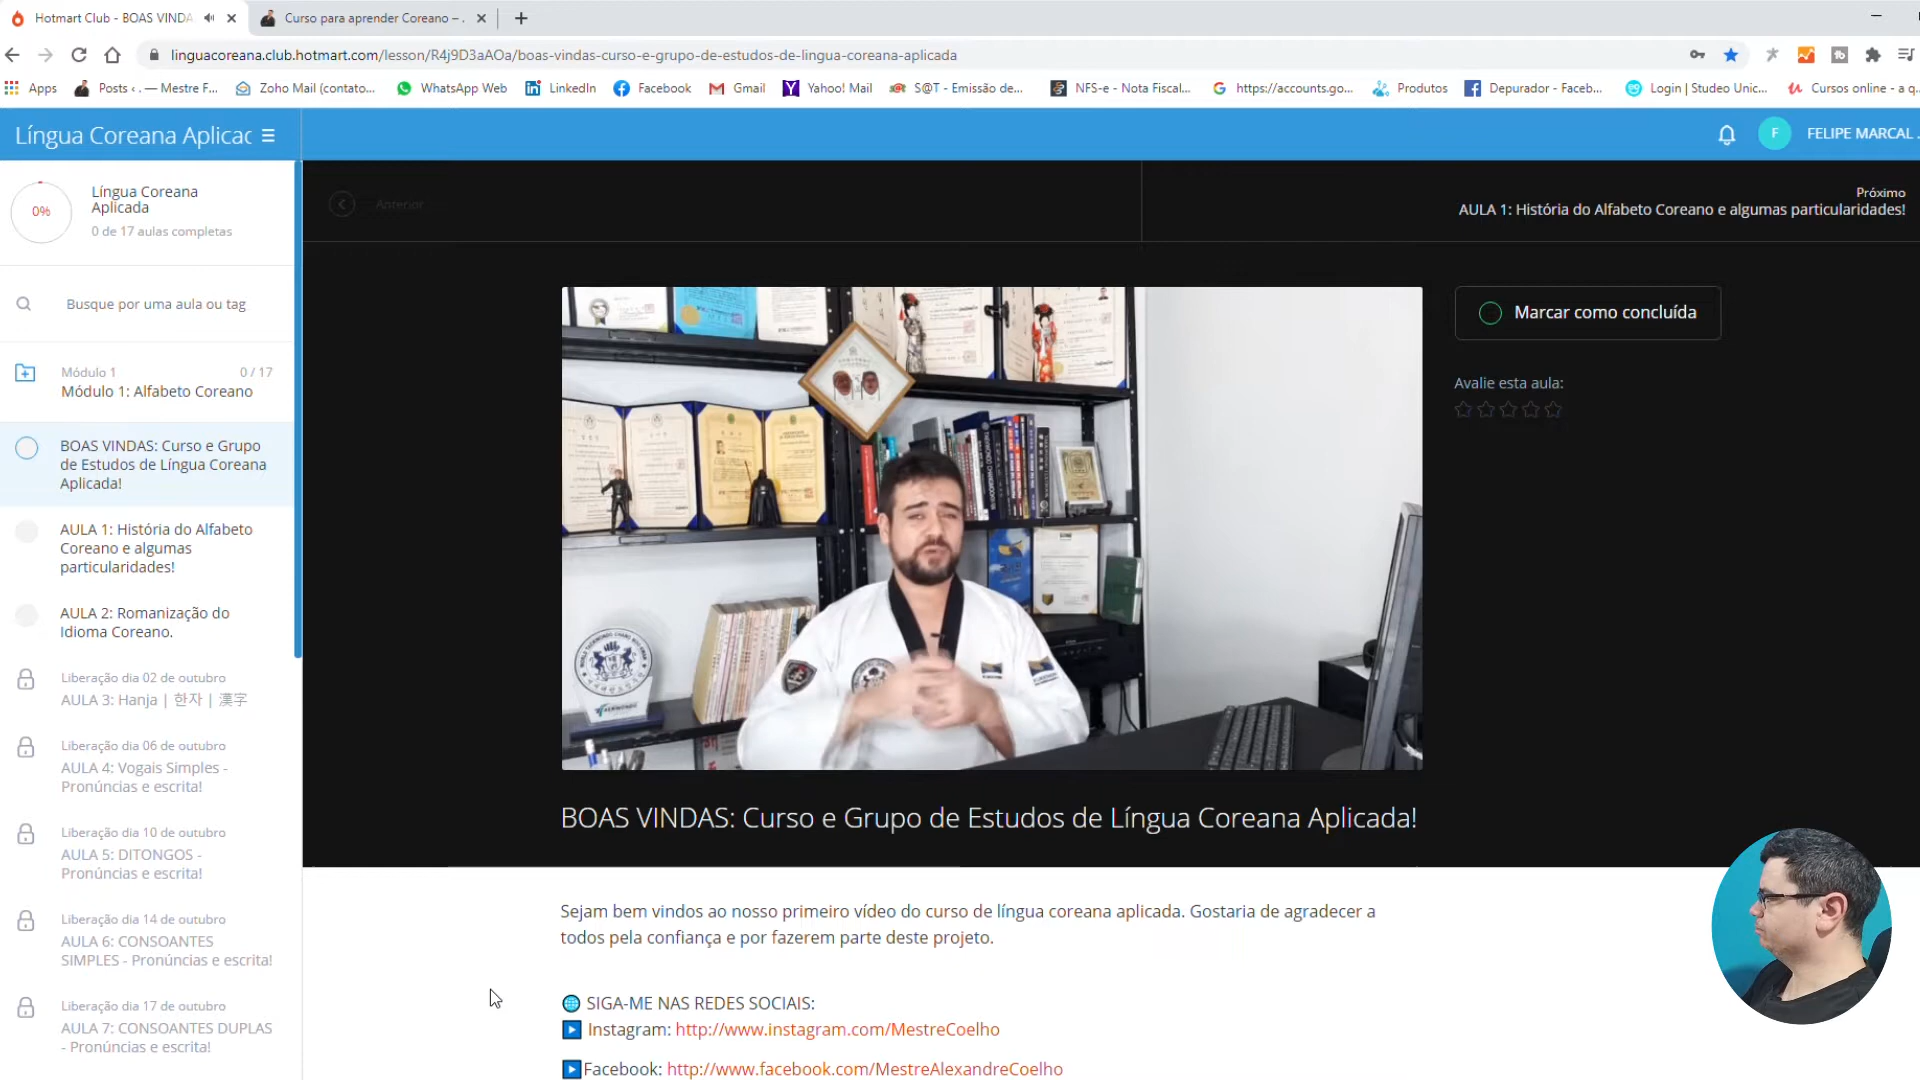 Hotmart Club - BOAS VINDA
Curso para aprender Coreano – .
linguacoreana.club.hotmart.com/lesson/R4j9D3aAOa/boas-vindas-curso-e-grupo-de-estudos-de-lingua-coreana-aplicada
Apps
Posts ‹ . — Mestre F...
Zoho Mail (contato...
WhatsApp Web
LinkedIn
Facebook
Gmail
Yahoo! Mail
S@T - Emissão de...
NFS-e - Nota Fiscal...
https://accounts.go...
Produtos
Depurador - Faceb...
Login | Studeo Unic...
Cursos online - a q...
Língua Coreana Aplicac
F
FELIPE MARCAL .
0%
Língua Coreana
Aplicada
0 de 17 aulas completas
Anterior
Próximo
AULA 1: História do Alfabeto Coreano e algumas particularidades!
Busque por uma aula ou tag
Marcar como concluída
Avalie esta aula:
Módulo 1
0 / 17
Módulo 1: Alfabeto Coreano
BOAS VINDAS: Curso e Grupo
de Estudos de Língua Coreana
Aplicada!
AULA 1: História do Alfabeto
Coreano e algumas
particularidades!
AULA 2: Romanização do
Idioma Coreano.
Liberação dia 02 de outubro
AULA 3: Hanja | 한자 | 漢字
Liberação dia 06 de outubro
AULA 4: Vogais Simples -
Pronúncias e escrita!
Liberação dia 10 de outubro
AULA 5: DITONGOS -
Pronúncias e escrita!
Liberação dia 14 de outubro
AULA 6: CONSOANTES
SIMPLES - Pronúncias e escrita!
Liberação dia 17 de outubro
AULA 7: CONSOANTES DUPLAS
- Pronúncias e escrita!
BOAS VINDAS: Curso e Grupo de Estudos de Língua Coreana Aplicada!
Sejam bem vindos ao nosso primeiro vídeo do curso de língua coreana aplicada. Gostaria de agradecer a
todos pela confiança e por fazerem parte deste projeto.
SIGA-ME NAS REDES SOCIAIS:
Instagram: http://www.instagram.com/MestreCoelho
Facebook: http://www.facebook.com/MestreAlexandreCoelho